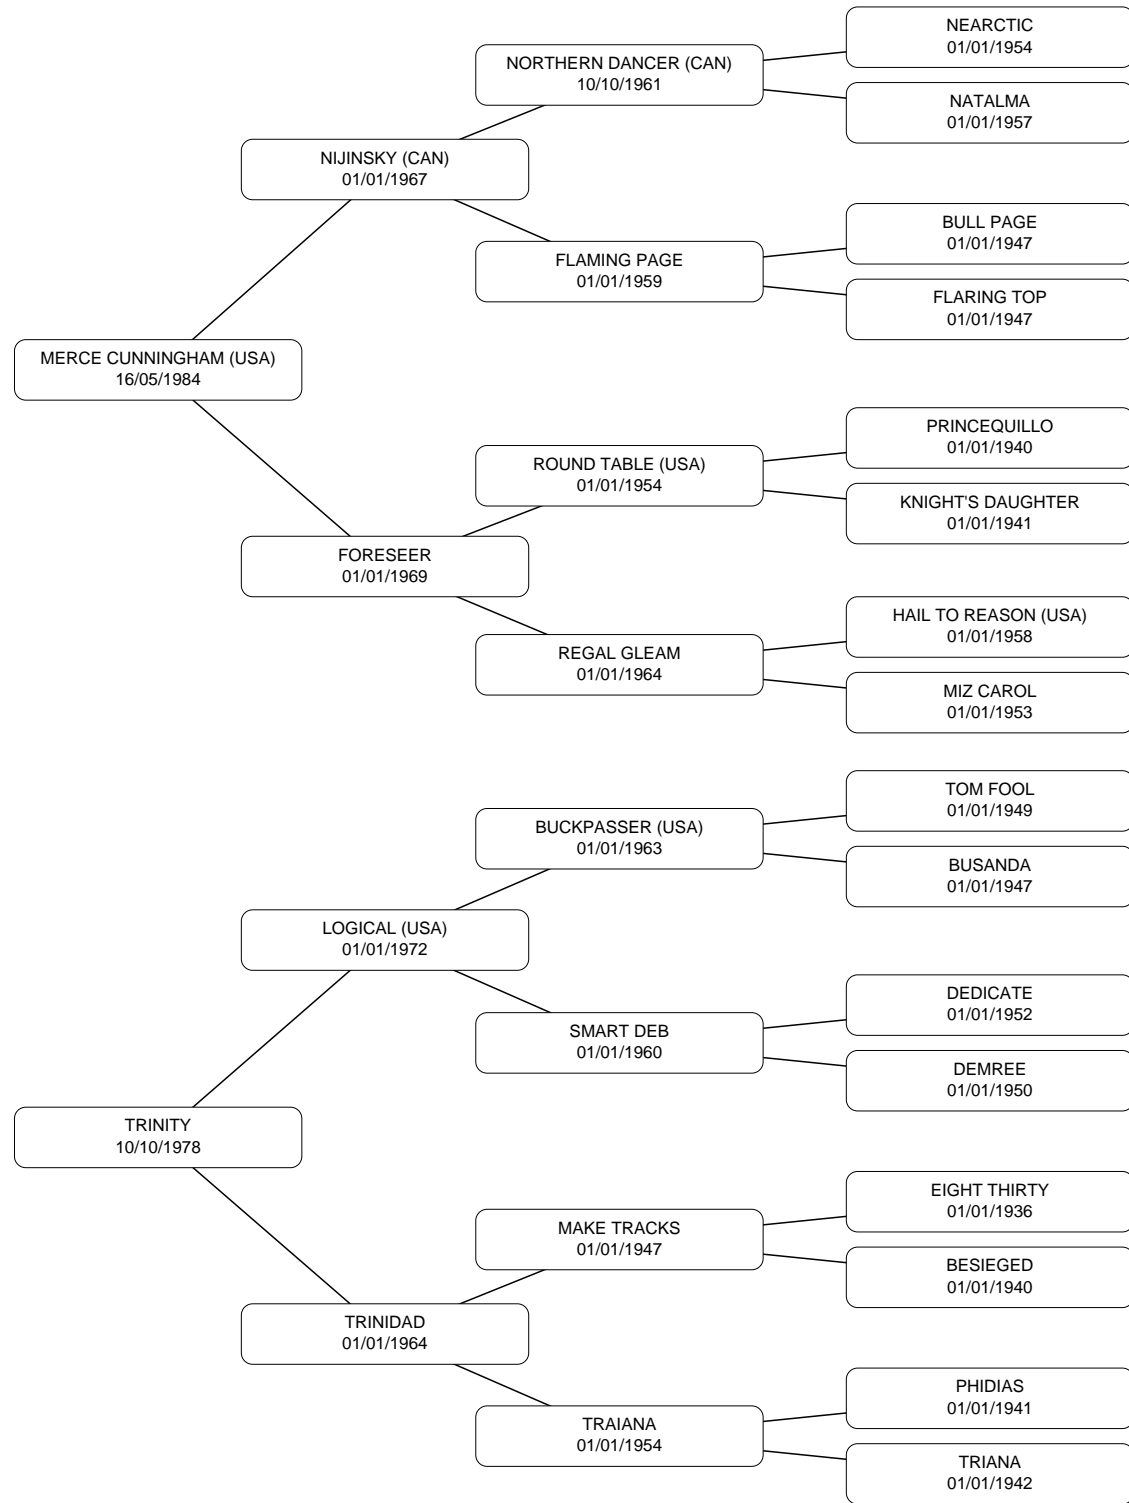 NEARCTIC
01/01/1954
NORTHERN DANCER (CAN)
10/10/1961
NATALMA
01/01/1957
NIJINSKY (CAN)
01/01/1967
BULL PAGE
01/01/1947
FLAMING PAGE
01/01/1959
FLARING TOP
01/01/1947
MERCE CUNNINGHAM (USA)
16/05/1984
PRINCEQUILLO
01/01/1940
ROUND TABLE (USA)
01/01/1954
KNIGHT'S DAUGHTER
01/01/1941
FORESEER
01/01/1969
HAIL TO REASON (USA)
01/01/1958
REGAL GLEAM
01/01/1964
MIZ CAROL
01/01/1953
TOM FOOL
01/01/1949
BUCKPASSER (USA)
01/01/1963
BUSANDA
01/01/1947
LOGICAL (USA)
01/01/1972
DEDICATE
01/01/1952
SMART DEB
01/01/1960
DEMREE
01/01/1950
TRINITY
10/10/1978
EIGHT THIRTY
01/01/1936
MAKE TRACKS
01/01/1947
BESIEGED
01/01/1940
TRINIDAD
01/01/1964
PHIDIAS
01/01/1941
TRAIANA
01/01/1954
TRIANA
01/01/1942